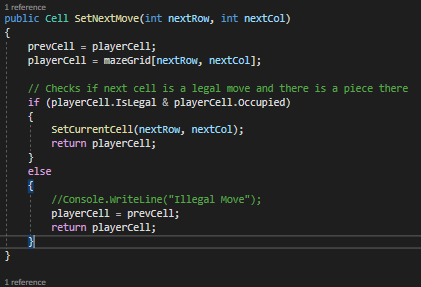 1 reference
public Cell SetNextMove(int nextRow, int nextCol)
{
prevCell = playerCell;
playerCell = mazeGrid[nextRow, nextCol];
// Checks if next cell is a legal move and there is a piece there
if (playerCell.IsLegal & playerCell.Occupied)
{
SetCurrentCell(nextRow, nextCol);
return playerCell;
}
else
{
//Console.WriteLine("Illegal Move");
playerCell = prevCell;
return playerCell;
}
}
1 reference